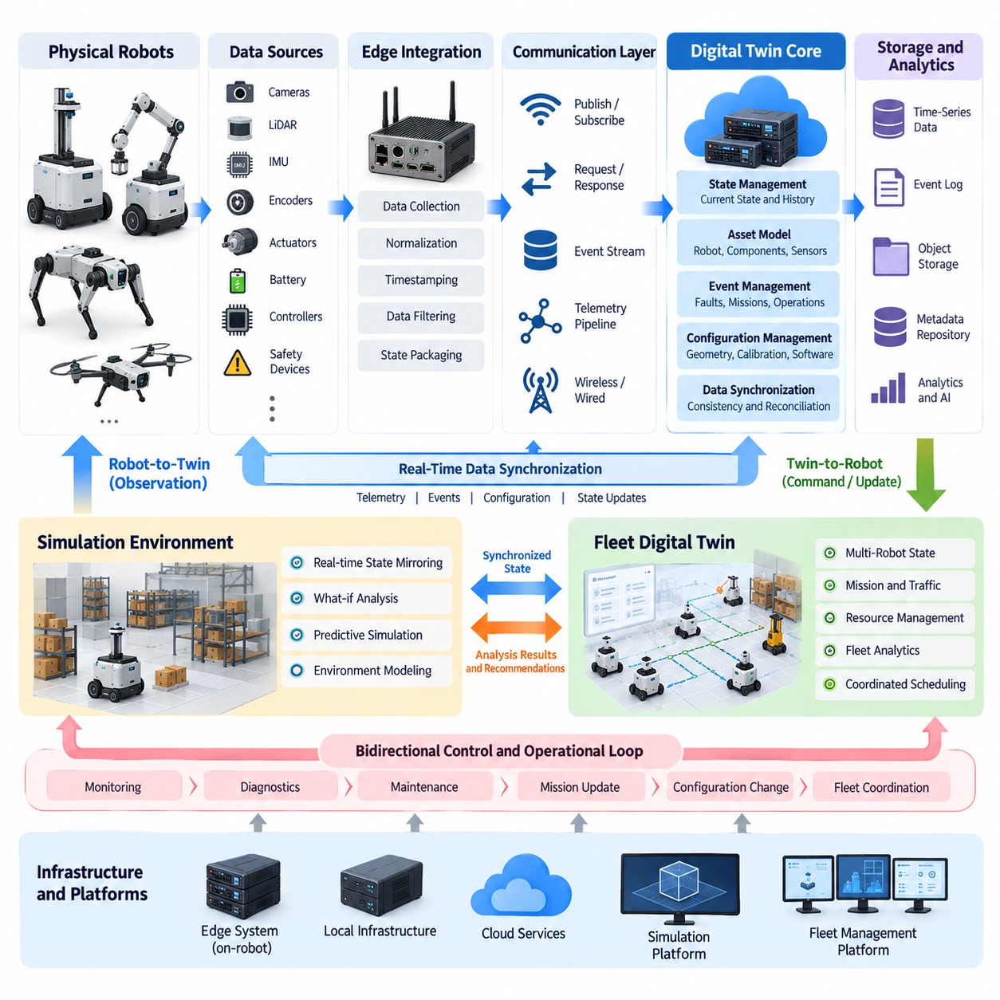 Physical Robots
Data Sources
Cameras
LiDAR
IMU
IMU
Encoders
Actuators
Battery
Controllers
Safety
Devices
Edge Integration
Data Collection
Normalization
Timestamping
Data Filtering
State Packaging
Communication Layer
Publish /
Subscribe
Request /
Response
Event Stream
Telemetry
Pipeline
Wireless /
Wired
Digital Twin Core
State Management
Current State and History
Asset Model
Robot, Components, Sensors
Event Management
Faults, Missions, Operations
Configuration Management
Geometry, Calibration, Software
Data Synchronization
Consistency and Reconciliation
Storage and
Analytics
Time-Series
Data
Event Log
Object
Storage
Metadata
Repository
Analytics
and AI
Robot-to-Twin
(Observation)
Real-Time Data Synchronization
Telemetry | Events | Configuration | State Updates
Twin-to-Robot
(Command / Update)
Simulation Environment
Real-time State Mirroring
What-if Analysis
Predictive Simulation
Environment Modeling
Synchronized
State
Analysis Results
and Recommendations
Fleet Digital Twin
Multi-Robot State
Mission and Traffic
Resource Management
Fleet Analytics
Coordinated Scheduling
Bidirectional Control and Operational Loop
Monitoring
Diagnostics
Maintenance
Mission Update
Configuration Change
Fleet Coordination
Infrastructure
and Platforms
Edge System
(on-robot)
Local Infrastructure
Cloud Services
Simulation
Platform
Fleet Management
Platform